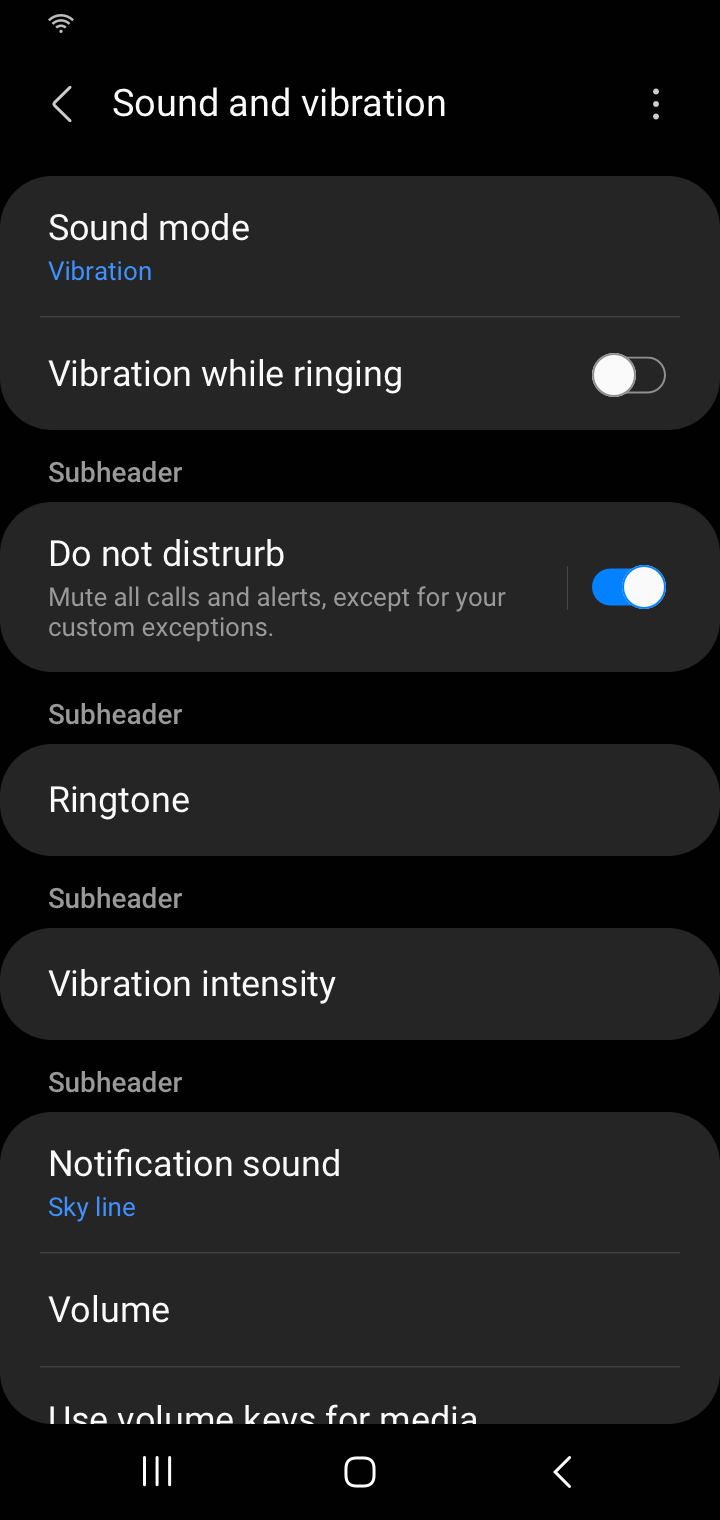 Sound and vibration
Sound mode
Vibration
Vibration while ringing
Subheader
Do not distrurb
Mute all calls and alerts, except for your
custom exceptions.
Subheader
Ringtone
Subheader
Vibration intensity
Subheader
Notification sound
Sky line
Volume
Use volume keys for media